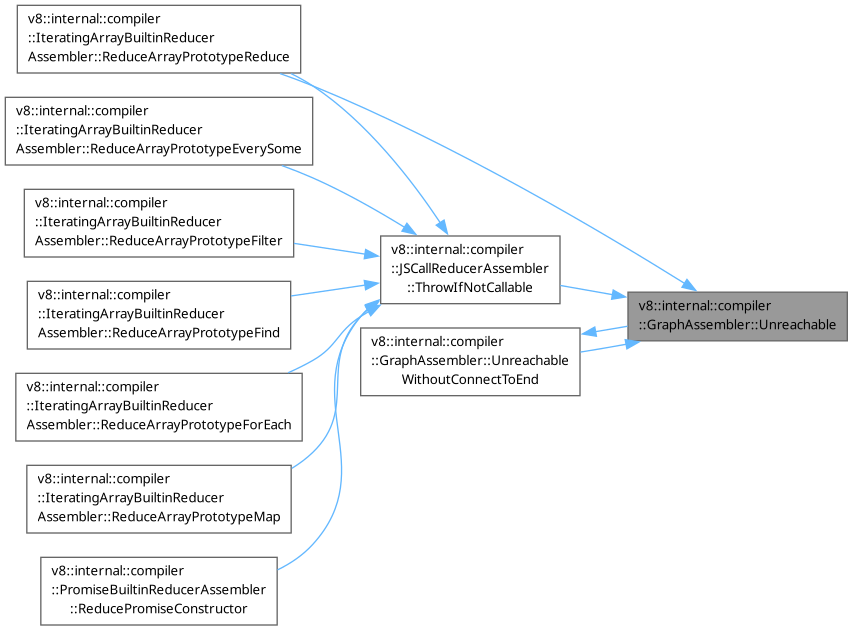 v8::internal::compiler
::IteratingArrayBuiltinReducer
Assembler::ReduceArrayPrototypeReduce
v8::internal::compiler
::IteratingArrayBuiltinReducer
Assembler::ReduceArrayPrototypeEverySome
v8::internal::compiler
::IteratingArrayBuiltinReducer
Assembler::ReduceArrayPrototypeFilter
v8::internal::compiler
::IteratingArrayBuiltinReducer
Assembler::ReduceArrayPrototypeFind
v8::internal::compiler
::IteratingArrayBuiltinReducer
Assembler::ReduceArrayPrototypeForEach
v8::internal::compiler
::IteratingArrayBuiltinReducer
Assembler::ReduceArrayPrototypeMap
v8::internal::compiler
::PromiseBuiltinReducerAssembler
::ReducePromiseConstructor
v8::internal::compiler
::JSCallReducerAssembler
::ThrowIfNotCallable
v8::internal::compiler
::GraphAssembler::Unreachable
WithoutConnectToEnd
v8::internal::compiler
::GraphAssembler::Unreachable